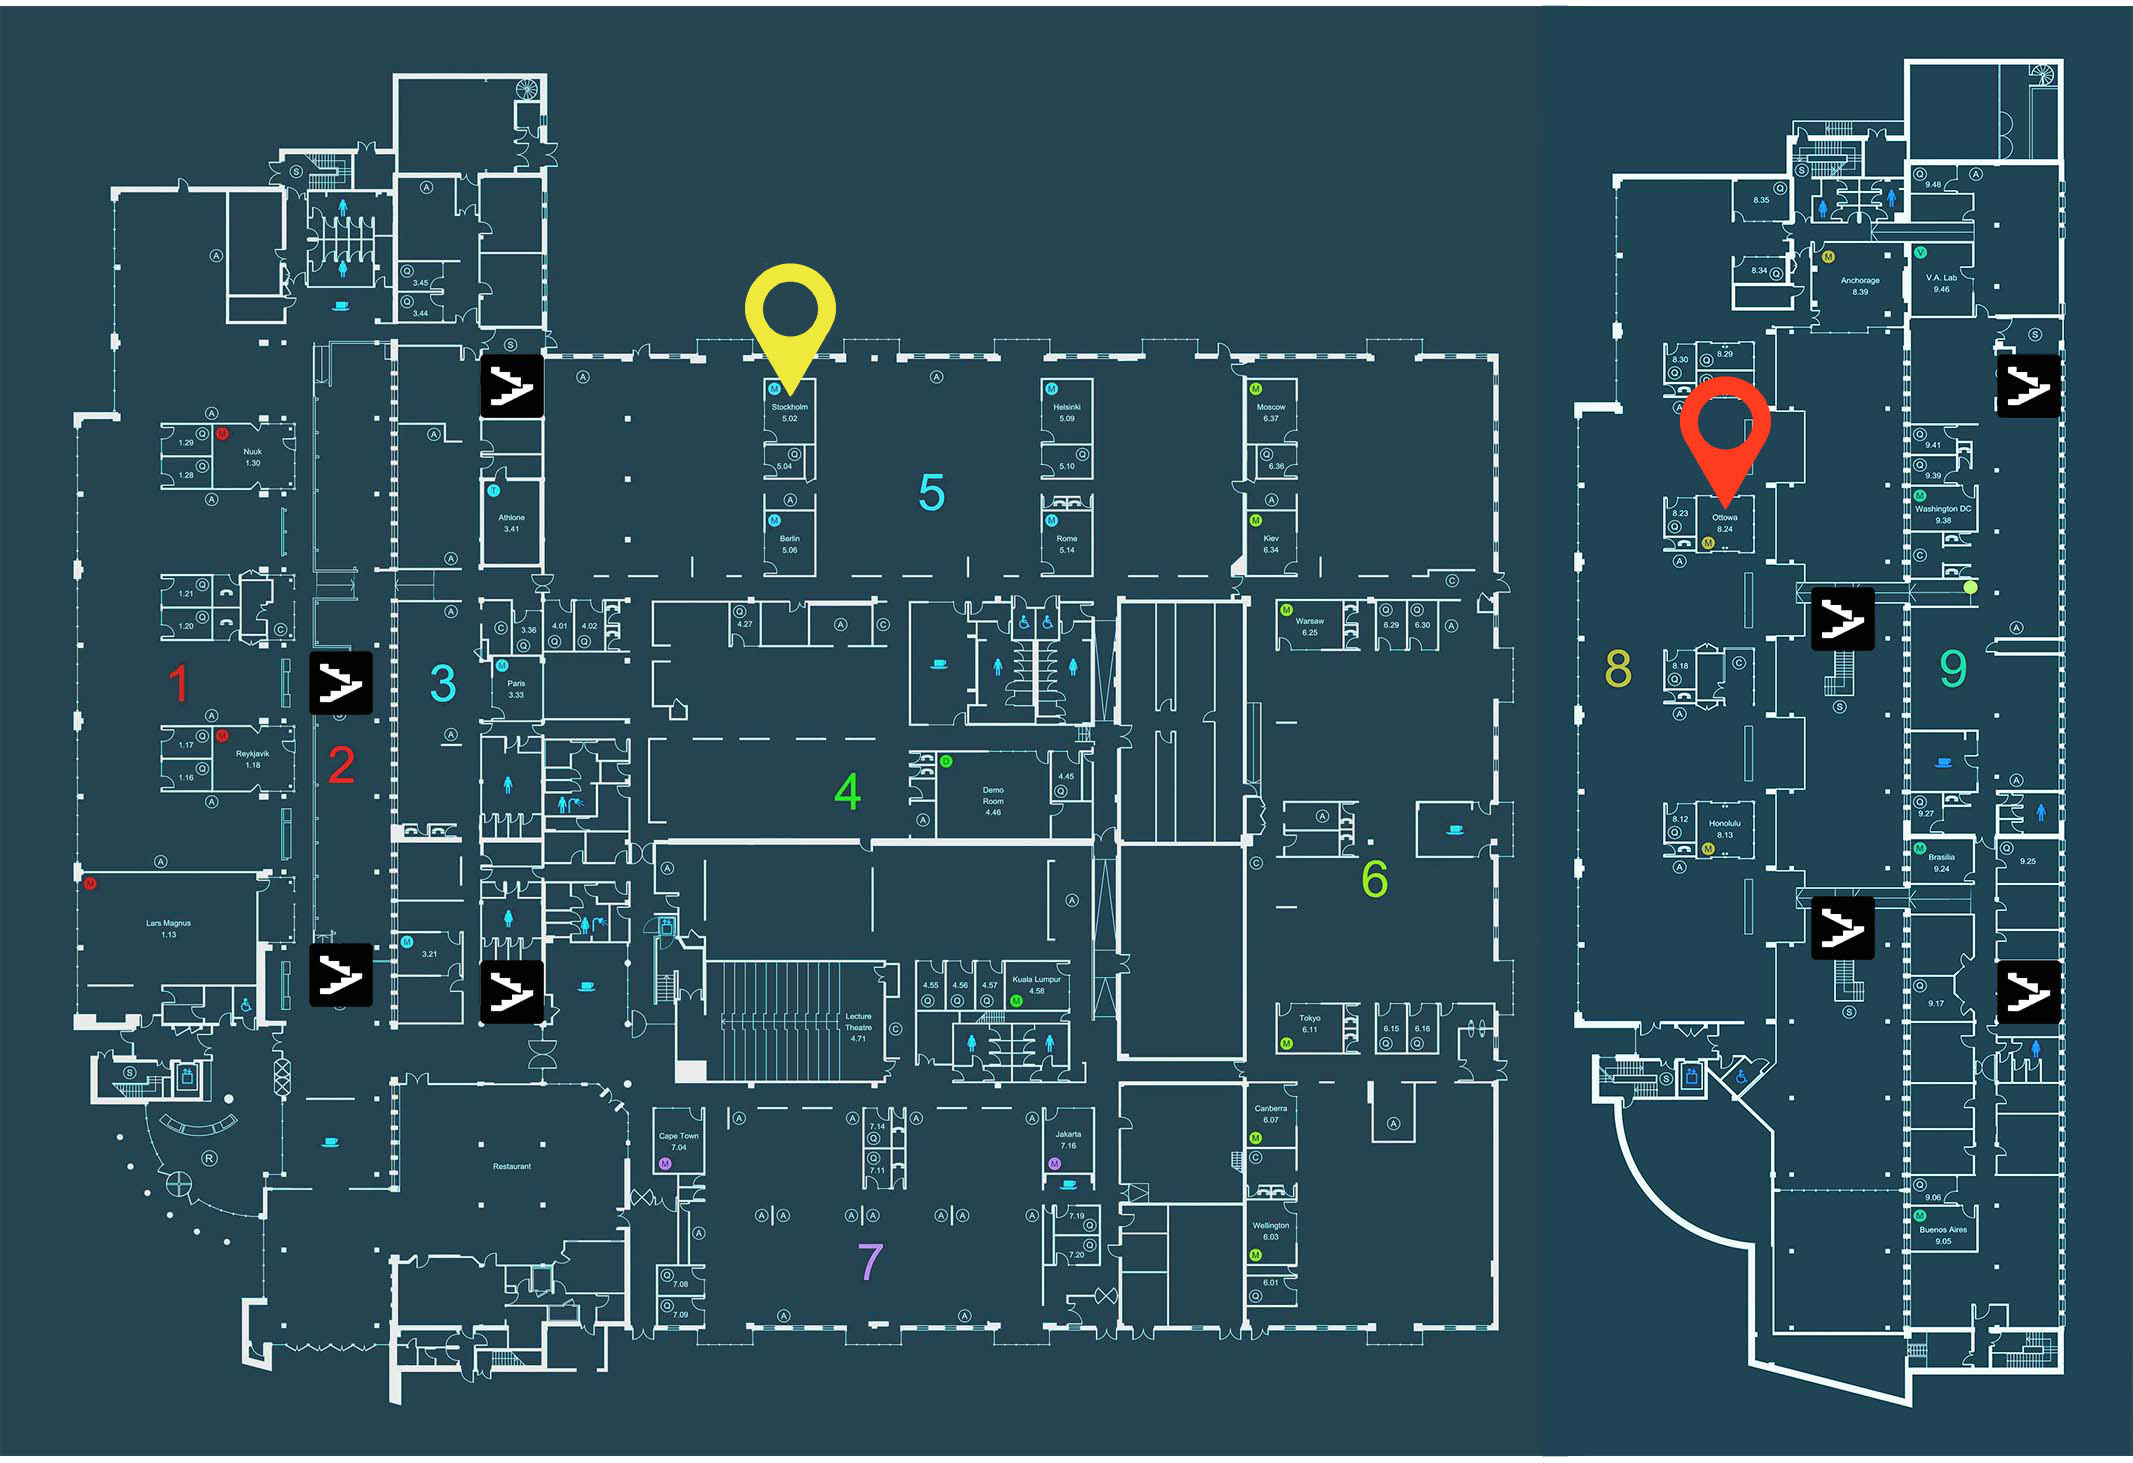 S
A
A
Q
3.45
Q
3.44
S
A
A
M
Stockholm
5.02
Q
5.04
A
M
Berlin
5.06
M
Helsinki
5.09
Q
5.10
M
Rome
5.14
M
Moscow
6.37
Q
6.36
A
M
Kiev
6.34
5
A
1.29
Q
M
Nuuk
1.30
1.28
Q
A
A
T
Athlone
3.41
A
1.21
Q
1.20
Q
C
A
C
3.36
Q
4.01
Q
4.02
Q
Q
4.27
A
C
M
Warsaw
6.25
Q
6.29
Q
6.30
A
C
1
2
3
M
Paris
3.33
A
A
1.17
Q
M
Reykjavik
1.18
1.16
Q
A
4
D
Demo
Room
4.46
4.45
Q
A
A
6
C
A
M
Lars Magnus
1.13
M
3.21
A
A
4.55
Q
4.56
Q
4.57
Q
Kuala Lumpur
4.58
M
Lecture
Theatre
4.71
C
Tokyo
6.11
M
6.15
Q
6.16
Q
S
R
Restaurant
Cape Town
7.04
M
A
A
7.14
Q
Q
7.11
A
A
Jakarta
7.16
M
Canberra
6.07
M
C
A
A
A
A
A
A
A
A
A
7.19
Q
7.20
Q
Wellington
6.03
M
6.01
Q
7
Q
7.08
Q
7.09
A
A
S
8.35
Q
8.34
Q
M
Anchorage
8.39
Q
9.48
A
V
V.A. Lab
9.46
S
8.30
Q
8.29
Q
A
Q
9.41
Q
9.39
M
Washington DC
9.38
C
8.23
Q
Ottowa
8.24
M
A
A
8
9
8.18
Q
C
A
S
A
Q
9.27
8.12
Q
Honolulu
8.13
M
A
M
Brasilia
9.24
Q
9.25
Q
9.17
S
S
Q
9.06
M
Buenos Aires
9.05